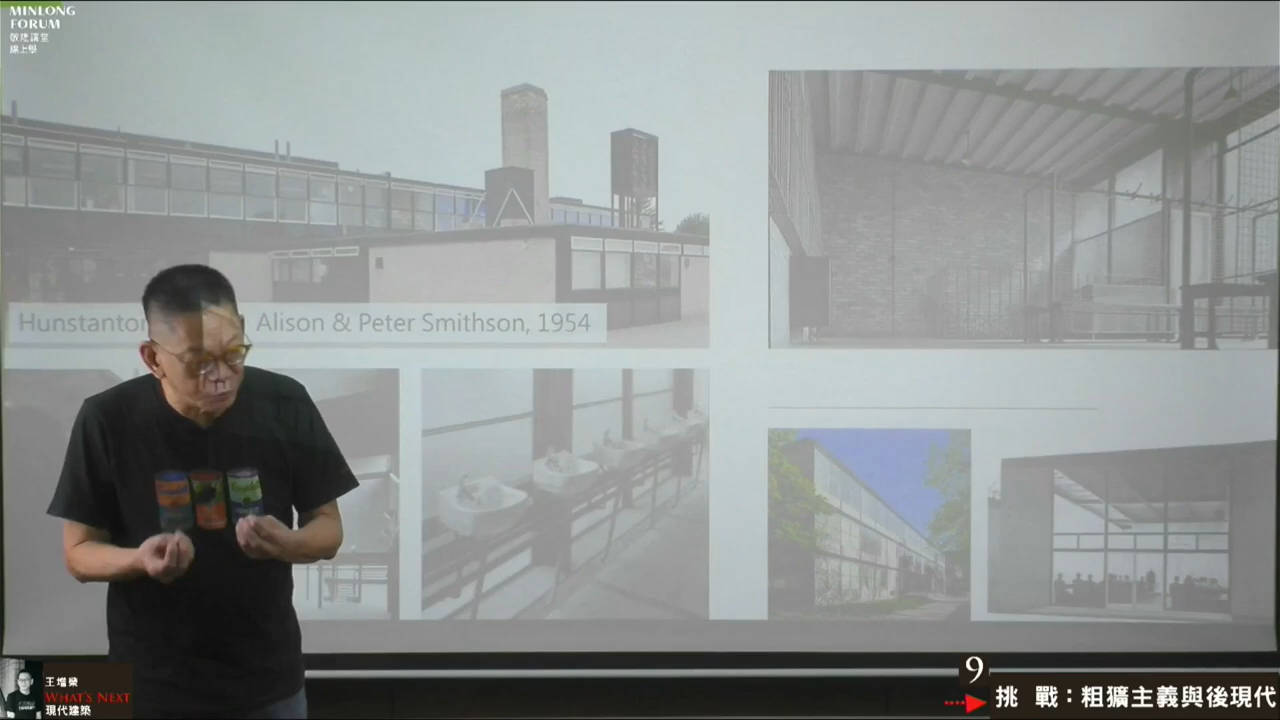 MINLONG
FORUM
敏隆講堂
線上學
Hunstanton Alison & Peter Smithson, 1954
王增榮
WHAT'S NEXT
現代建築
9
挑 戰：粗獷主義與後現代